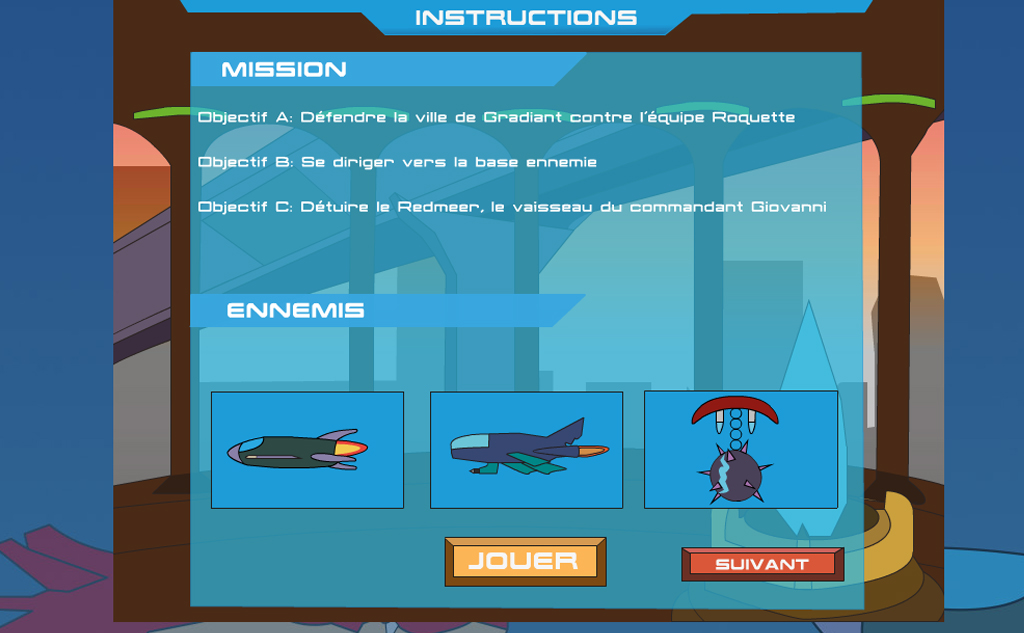 INSTRUCTIONS
MISSION
Objectif A: Défendre la ville de Gradiant contre l'équipe Roquette
Objectif B: Se diriger vers la base ennemie
Objectif C: Détuire le Redmeer, le vaisseau du commandant Giovanni
ENNEMIS
JOUER
SUIVANT